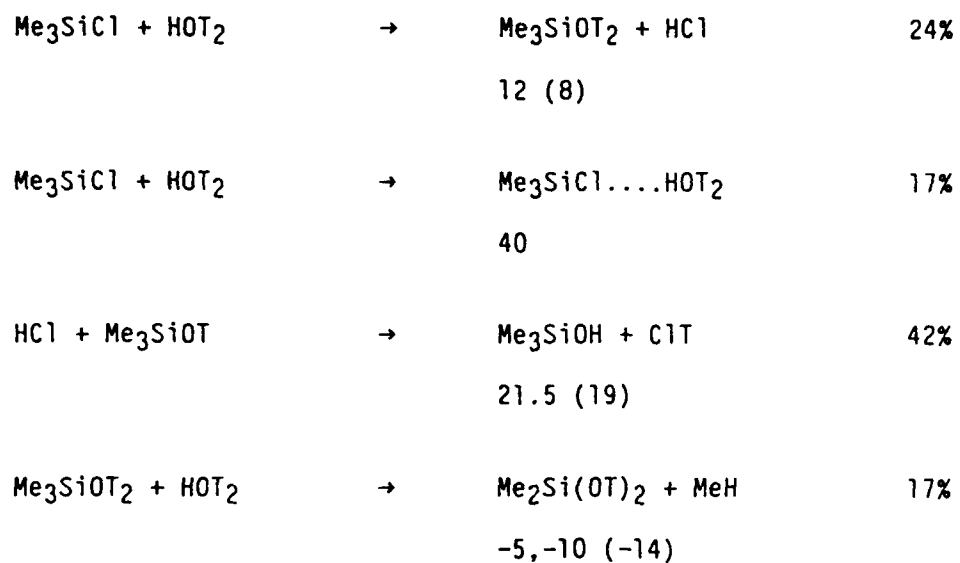 Me₃SiCl + HOT₂ → Me₃SiOT₂ + HCl 24%
12 (8)
Me₃SiCl + HOT₂ → Me₃SiCl....HOT₂ 17%
40
HCl + Me₃SiOT → Me₃SiOH + ClT 42%
21.5 (19)
Me₃SiOT₂ + HOT₂ → Me₂Si(OT)₂ + MeH 17%
-5,-10 (-14)